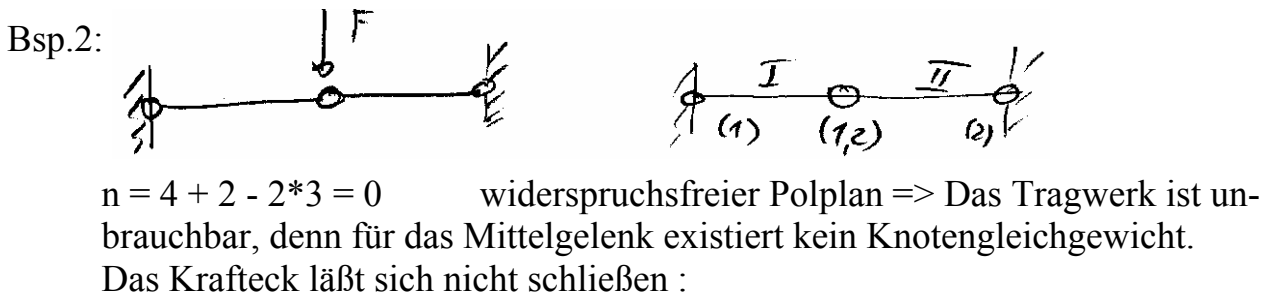 Bsp.2:
F
I II
(1) (1,2) (2)
n = 4 + 2 - 2*3 = 0 widerspruchsfreier Polplan => Das Tragwerk ist un-
brauchbar, denn für das Mittelgelenk existiert kein Knotengleichgewicht.
Das Krafteck läßt sich nicht schließen :